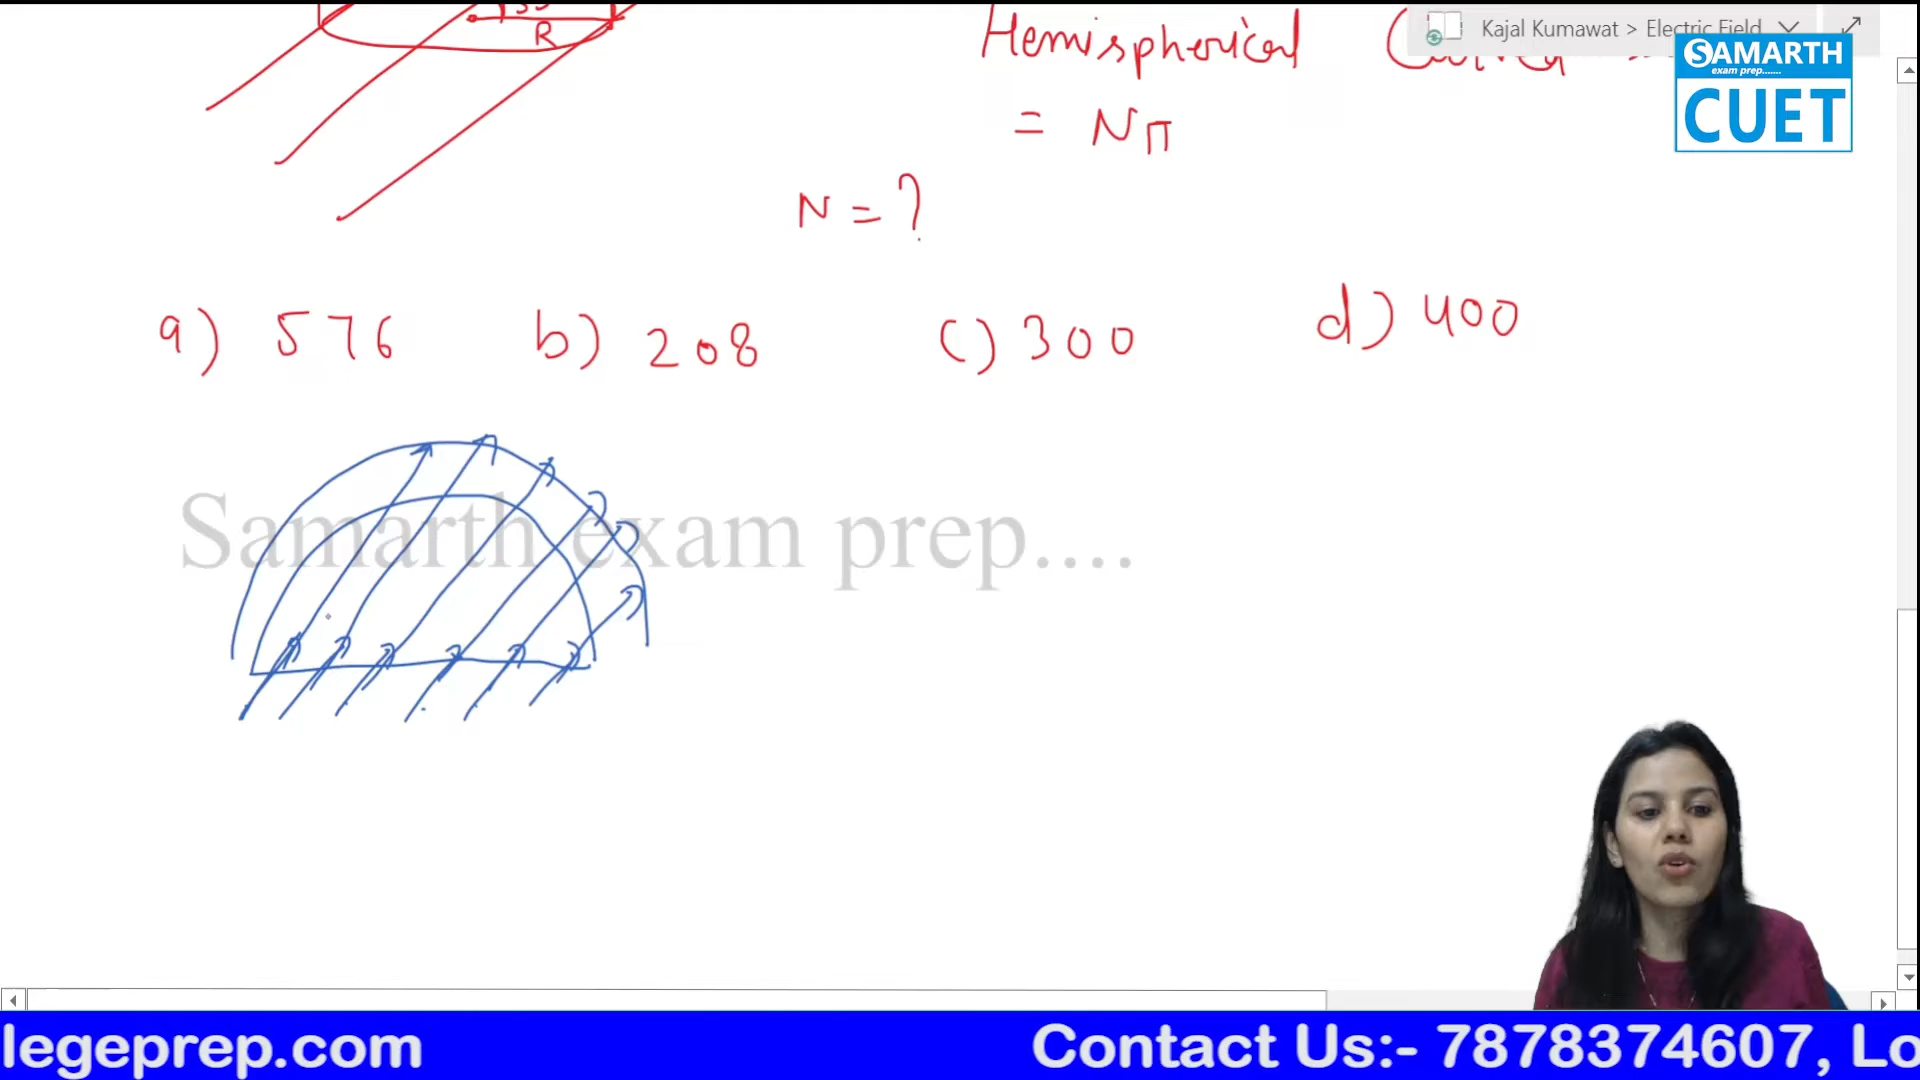 R
Hemispherical
Kajal Kumawat > Electric Field
SAMARTH
exam prep.......
CUET
= Nπ
N = ?
a) 576 b) 208 c) 300 d) 400
Samarth exam prep....
legeprep.com Contact Us:- 7878374607, Lo